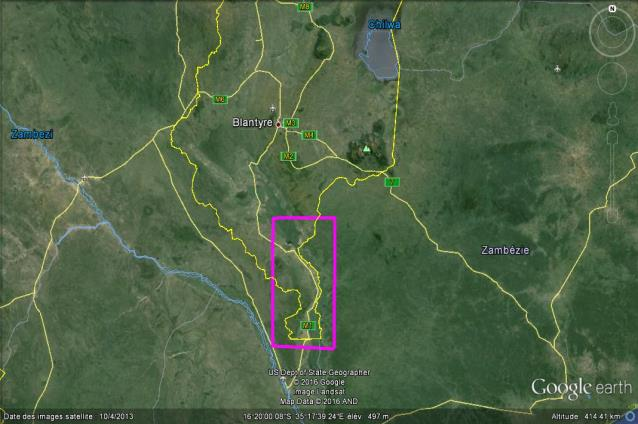 M8
Chilwa
N
M6
Blantyre
M3
M4
Zambezi
M2
Zambézie
M1
US Dept of State Geographer
© 2016 Google
Image Landsat
Map Data © 2016 AND
Google earth
Date des images satellite 10/4/2013
16°20'00.08"S 35°17'39.24"E élév. 497 m
Altitude 414.41 km